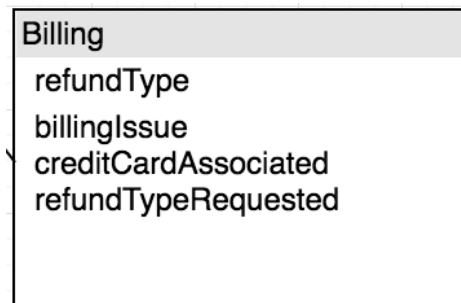 Billing
refundType
billingIssue
creditCardAssociated
refundTypeRequested